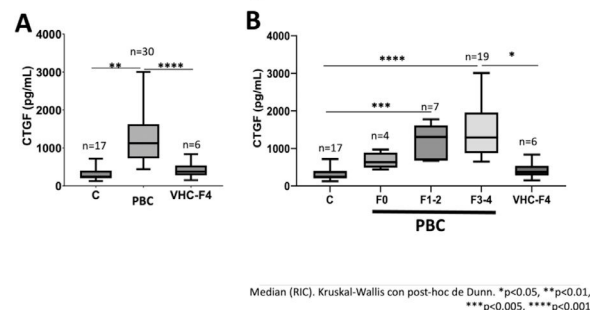 A
CTGF (pg/mL)
4000
3000
2000
1000
0
n=30
** ****
n=17
n=6
C PBC VHC-F4
B
CTGF (pg/mL)
4000
3000
2000
1000
0
n=19
**** *
***
n=7
n=17
n=4
n=6
C F0 F1-2 F3-4 VHC-F4
PBC
Median (RIC). Kruskal-Wallis con post-hoc de Dunn. *p<0.05, **p<0.01,
***p<0.005, ****p<0.001